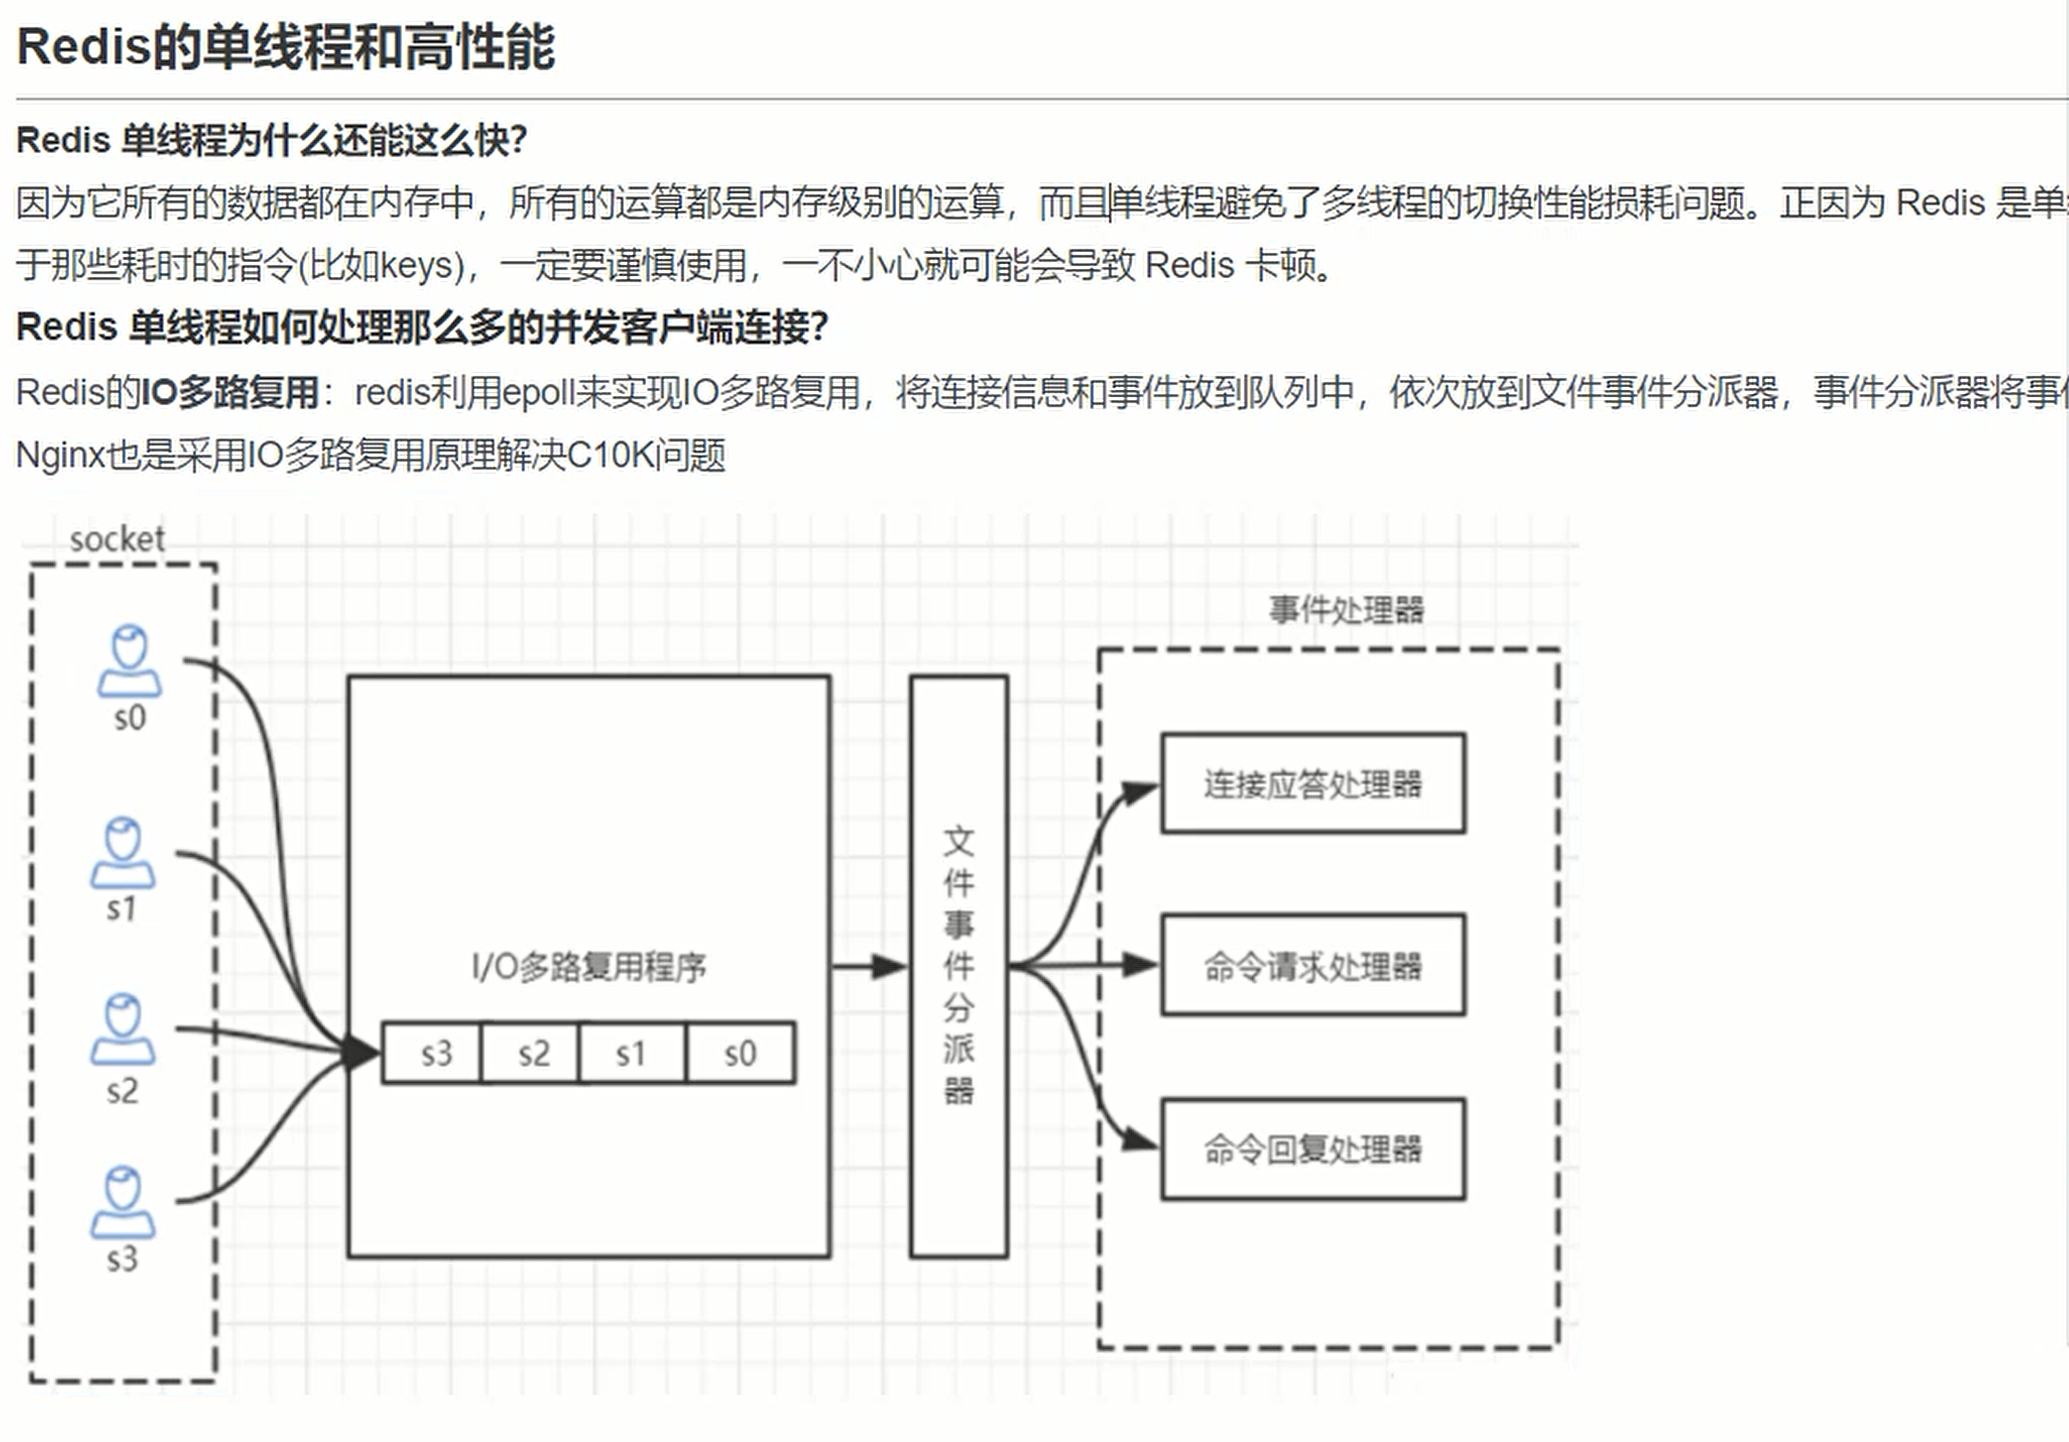 Redis的单线程和高性能
Redis 单线程为什么还能这么快？
因为它所有的数据都在内存中，所有的运算都是内存级别的运算，而且单线程避免了多线程的切换性能损耗问题。正因为 Redis 是单
于那些耗时的指令(比如keys)，一定要谨慎使用，一不小心就可能会导致 Redis 卡顿。
Redis 单线程如何处理那么多的并发客户端连接？
Redis的IO多路复用：redis利用epoll来实现IO多路复用，将连接信息和事件放到队列中，依次放到文件事件分派器，事件分派器将事
Nginx也是采用IO多路复用原理解决C10K问题
socket
s0
s1
s2
s3
I/O多路复用程序
s3 s2 s1 s0
文件事件分派器
事件处理器
连接应答处理器
命令请求处理器
命令回复处理器